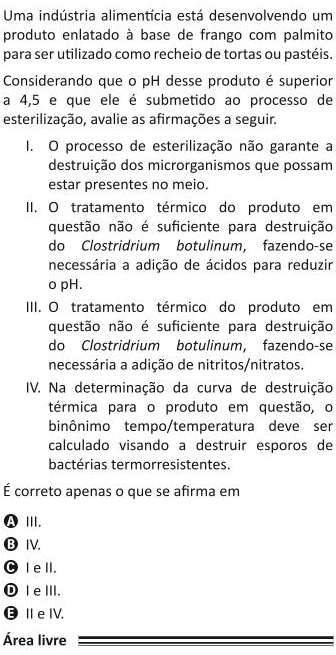 Uma indústria alimentícia está desenvolvendo um
produto enlatado à base de frango com palmito
para ser utilizado como recheio de tortas ou pastéis.
Considerando que o pH desse produto é superior
a 4,5 e que ele é submetido ao processo de
esterilização, avalie as afirmações a seguir.
I. O processo de esterilização não garante a
destruição dos microrganismos que possam
estar presentes no meio.
II. O tratamento térmico do produto em
questão não é suficiente para destruição
do Clostridrium botulinum, fazendo-se
necessária a adição de ácidos para reduzir
o pH.
III. O tratamento térmico do produto em
questão não é suficiente para destruição
do Clostridrium botulinum, fazendo-se
necessária a adição de nitritos/nitratos.
IV. Na determinação da curva de destruição
térmica para o produto em questão, o
binônimo tempo/temperatura deve ser
calculado visando a destruir esporos de
bactérias termorresistentes.
É correto apenas o que se afirma em
A III.
B IV.
C I e II.
D I e III.
E II e IV.
Área livre